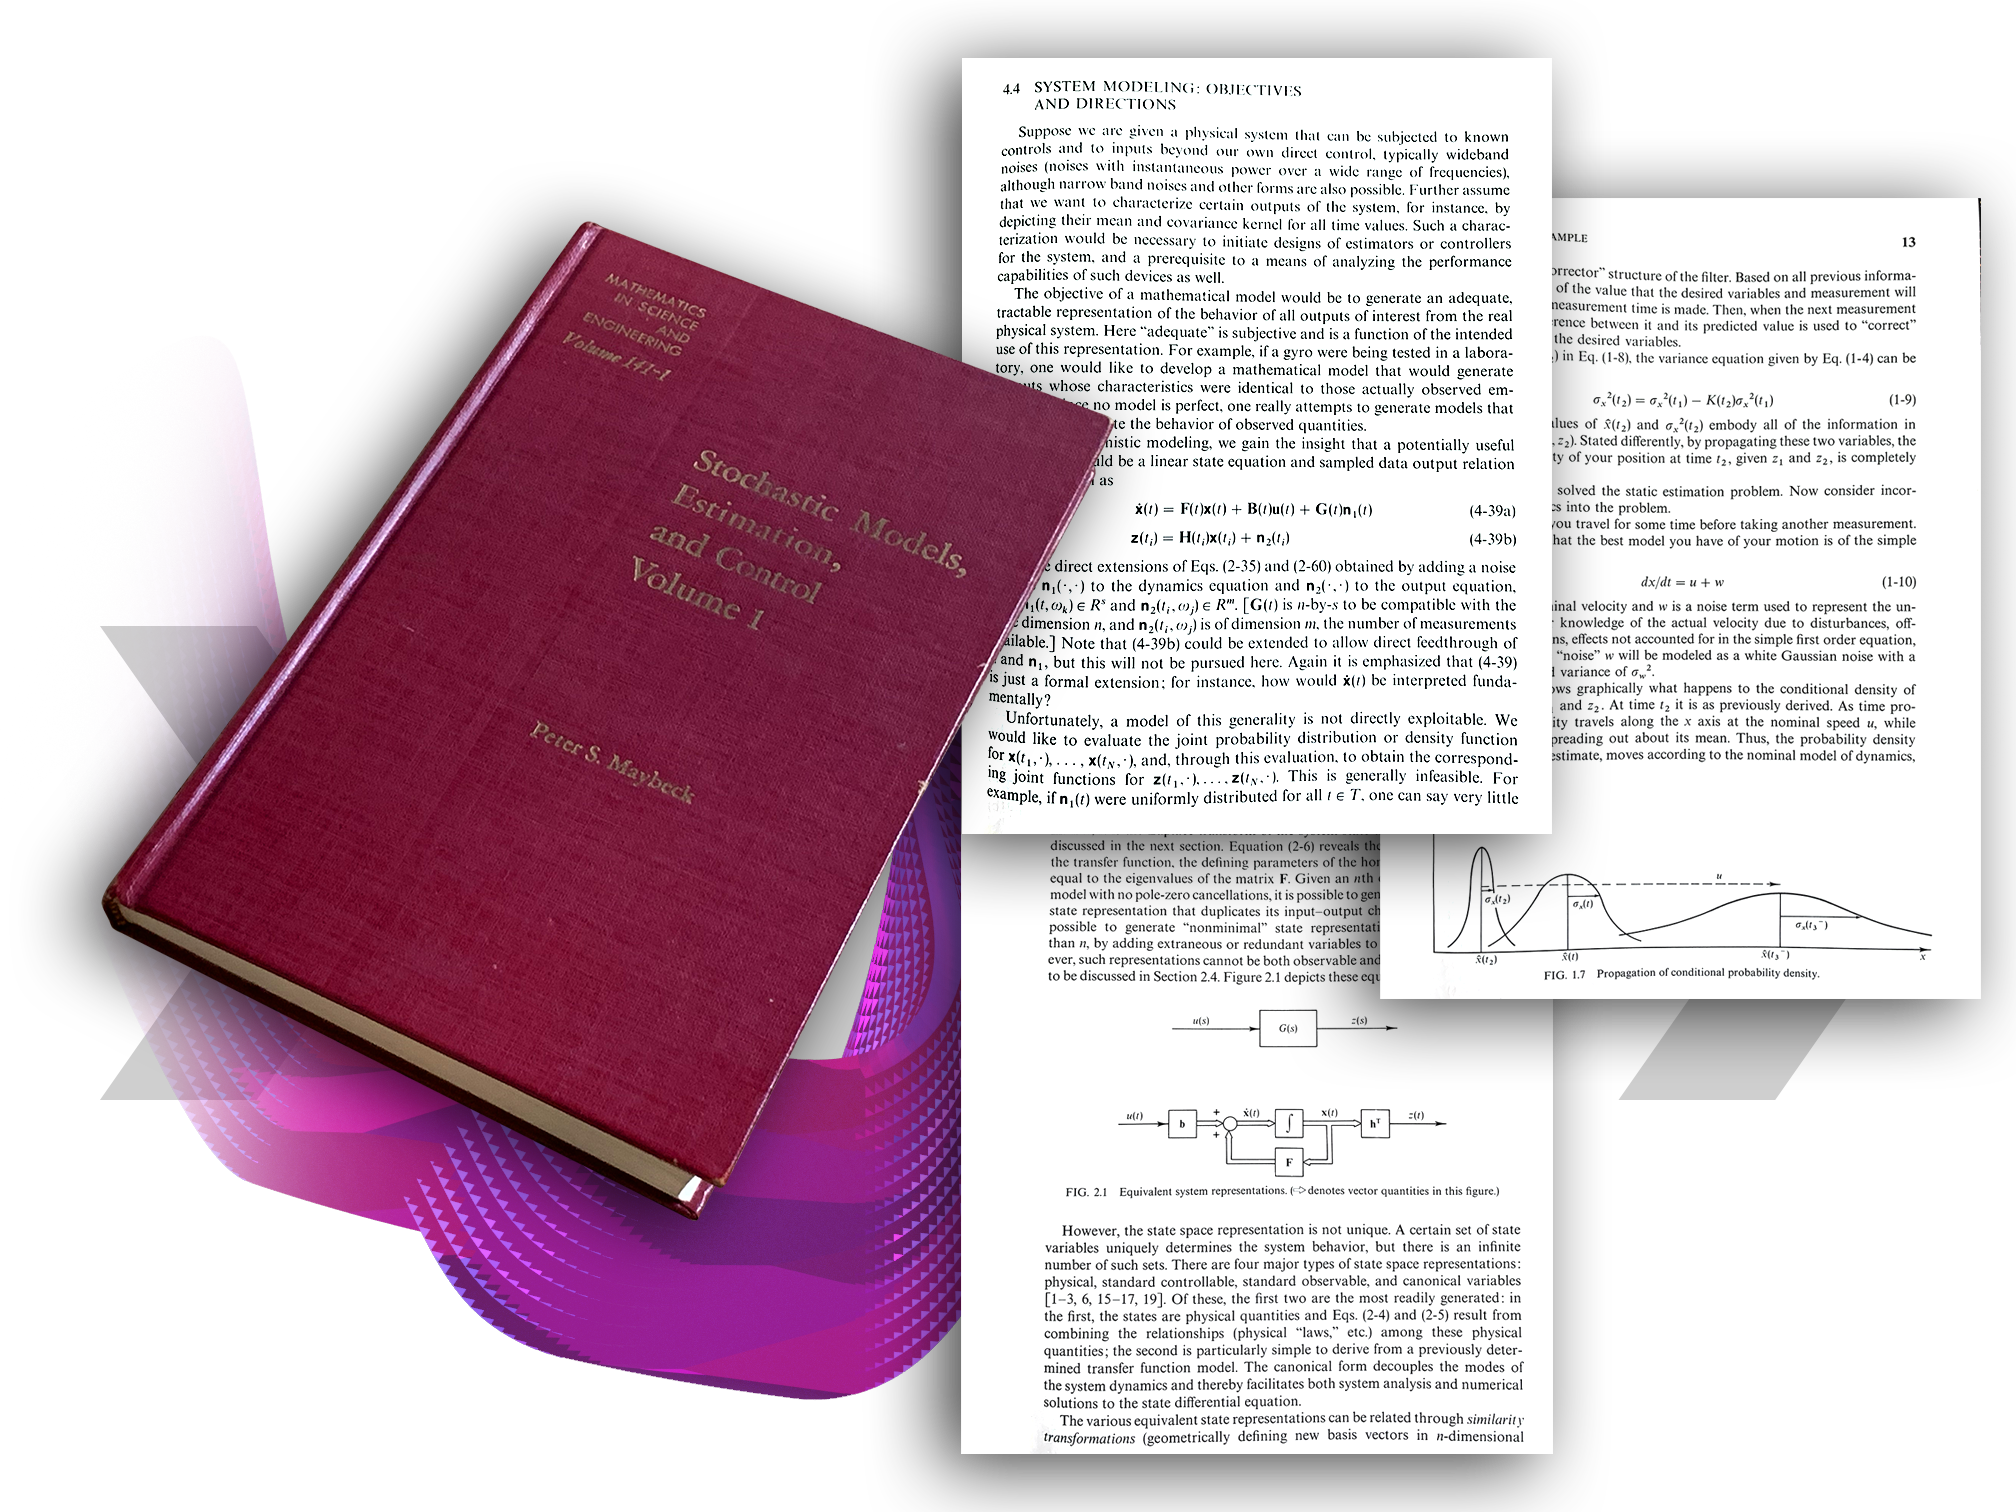 MATHEMATICS
IN SCIENCE
AND
ENGINEERING
Volume 141-1
Stochastic Models,
Estimation,
and Control
Volume 1
Peter S. Maybeck
4.4 SYSTEM MODELING: OBJECTIVES
AND DIRECTIONS
Suppose we are given a physical system that can be subjected to known
controls and to inputs beyond our own direct control, typically wideband
noises (noises with instantaneous power over a wide range of frequencies),
although narrow band noises and other forms are also possible. Further assume
that we want to characterize certain outputs of the system, for instance, by
depicting their mean and covariance kernel for all time values. Such a charac-
terization would be necessary to initiate designs of estimators or controllers
for the system, and a prerequisite to a means of analyzing the performance
capabilities of such devices as well.
The objective of a mathematical model would be to generate an adequate,
tractable representation of the behavior of all outputs of interest from the real
physical system. Here “adequate” is subjective and is a function of the intended
use of this representation. For example, if a gyro were being tested in a labora-
tory, one would like to develop a mathematical model that would generate
whose characteristics were identical to those actually observed em-
no model is perfect, one really attempts to generate models that
the behavior of observed quantities.
modeling, we gain the insight that a potentially useful
be a linear state equation and sampled data output relation
as
ẋ(t) = F(t)x(t) + B(t)u(t) + G(t)n₁(t) (4-39a)
z(tᵢ) = H(tᵢ)x(tᵢ) + n₂(tᵢ) (4-39b)
direct extensions of Eqs. (2-35) and (2-60) obtained by adding a noise
n₁(·,·) to the dynamics equation and n₂(·,·) to the output equation,
(t, ωₖ) ∈ Rˢ and n₂(tᵢ, ωⱼ) ∈ Rᵐ. [G(t) is n-by-s to be compatible with the
dimension n, and n₂(tᵢ, ωⱼ) is of dimension m, the number of measurements
ailable.] Note that (4-39b) could be extended to allow direct feedthrough of
and n₁, but this will not be pursued here. Again it is emphasized that (4-39)
is just a formal extension; for instance, how would ẋ(t) be interpreted funda-
mentally?
Unfortunately, a model of this generality is not directly exploitable. We
would like to evaluate the joint probability distribution or density function
for x(t₁,·), . . . , x(t_N,·), and, through this evaluation, to obtain the correspond-
ing joint functions for z(t₁,·), . . . , z(t_N,·). This is generally infeasible. For
example, if n₁(t) were uniformly distributed for all t ∈ T, one can say very little
AMPLE 13
orrector” structure of the filter. Based on all previous informa-
of the value that the desired variables and measurement will
measurement time is made. Then, when the next measurement
rence between it and its predicted value is used to “correct”
the desired variables.
) in Eq. (1-8), the variance equation given by Eq. (1-4) can be
σₓ²(t₂) = σₓ²(t₁) − K(t₂)σₓ²(t₁) (1-9)
lues of x̂(t₂) and σₓ²(t₂) embody all of the information in
, z₂). Stated differently, by propagating these two variables, the
ty of your position at time t₂, given z₁ and z₂, is completely
solved the static estimation problem. Now consider incor-
cs into the problem.
you travel for some time before taking another measurement.
hat the best model you have of your motion is of the simple
dx/dt = u + w (1-10)
inal velocity and w is a noise term used to represent the un-
knowledge of the actual velocity due to disturbances, off-
ns, effects not accounted for in the simple first order equation,
“noise” w will be modeled as a white Gaussian noise with a
variance of σ_w².
ows graphically what happens to the conditional density of
and z₂. At time t₂ it is as previously derived. As time pro-
ity travels along the x axis at the nominal speed u, while
preading out about its mean. Thus, the probability density
estimate, moves according to the nominal model of dynamics,
u
σₓ(t₂) σₓ(t) σₓ(t₃⁻)
x̂(t₂) x̂(t) x̂(t₃⁻) x
FIG. 1.7 Propagation of conditional probability density.
discussed in the next section. Equation (2-6) reveals the
the transfer function, the defining parameters of the hor
equal to the eigenvalues of the matrix F. Given an nth
model with no pole-zero cancellations, it is possible to gen
state representation that duplicates its input–output ch
possible to generate “nonminimal” state representati
than n, by adding extraneous or redundant variables to
ever, such representations cannot be both observable and
to be discussed in Section 2.4. Figure 2.1 depicts these equ
u(s) G(s) z(s)
u(t) b + + ẋ(t) ∫ x(t) hᵀ z(t)
F
FIG. 2.1 Equivalent system representations. (⇨ denotes vector quantities in this figure.)
However, the state space representation is not unique. A certain set of state
variables uniquely determines the system behavior, but there is an infinite
number of such sets. There are four major types of state space representations:
physical, standard controllable, standard observable, and canonical variables
[1–3, 6, 15–17, 19]. Of these, the first two are the most readily generated: in
the first, the states are physical quantities and Eqs. (2-4) and (2-5) result from
combining the relationships (physical “laws,” etc.) among these physical
quantities; the second is particularly simple to derive from a previously deter-
mined transfer function model. The canonical form decouples the modes of
the system dynamics and thereby facilitates both system analysis and numerical
solutions to the state differential equation.
The various equivalent state representations can be related through similarity
transformations (geometrically defining new basis vectors in n-dimensional